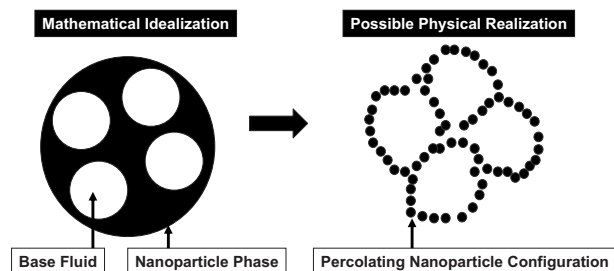 Mathematical Idealization
Possible Physical Realization
Base Fluid
Nanoparticle Phase
Percolating Nanoparticle Configuration